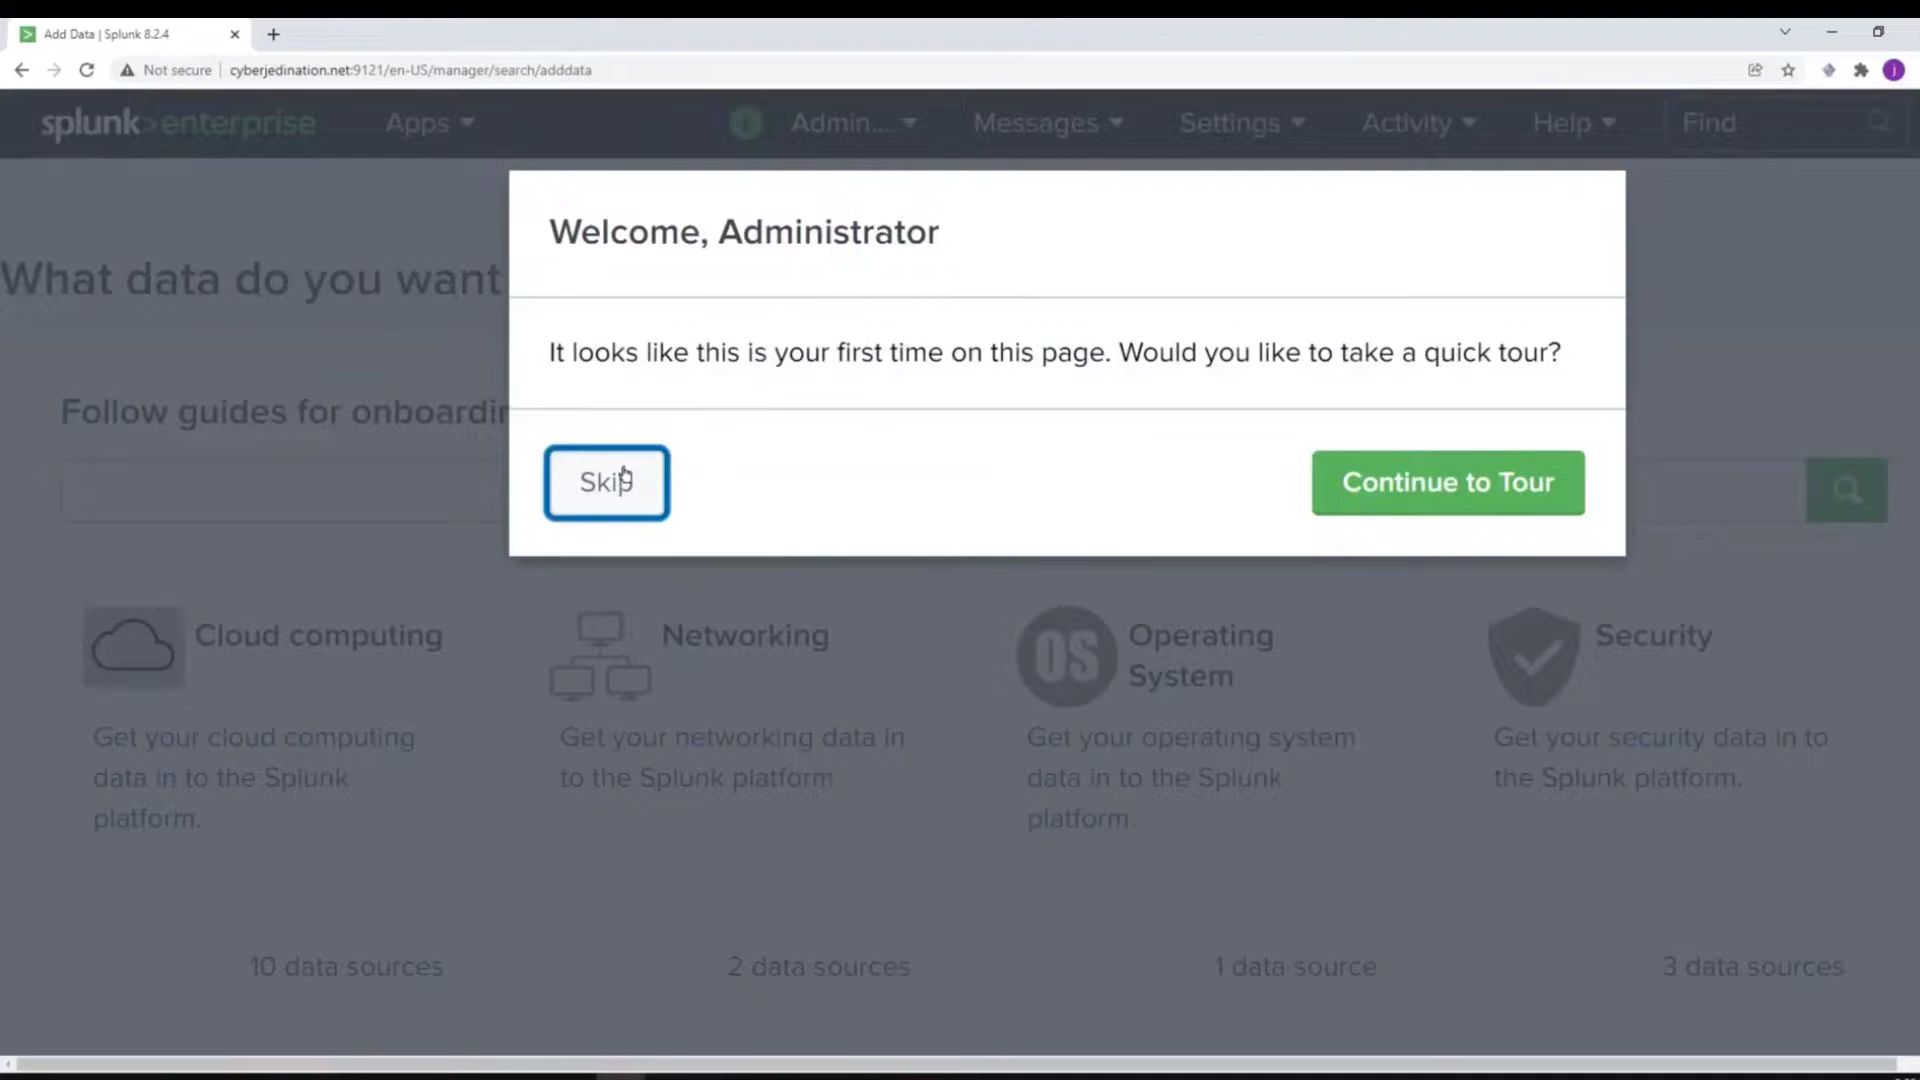 Add Data | Splunk 8.2.4
Not secure
cyberjedination.net:9121/en-US/manager/search/adddata
j
splunk>enterprise
Apps
i
Admin...
Messages
Settings
Activity
Help
Find
Welcome, Administrator
What data do you want
It looks like this is your first time on this page. Would you like to take a quick tour?
Follow guides for onboardin
Skip
Continue to Tour
Cloud computing
Get your cloud computing
data in to the Splunk
platform.
10 data sources
Networking
Get your networking data in
to the Splunk platform
2 data sources
OS
Operating
System
Get your operating system
data in to the Splunk
platform.
1 data source
Security
Get your security data in to
the Splunk platform.
3 data sources